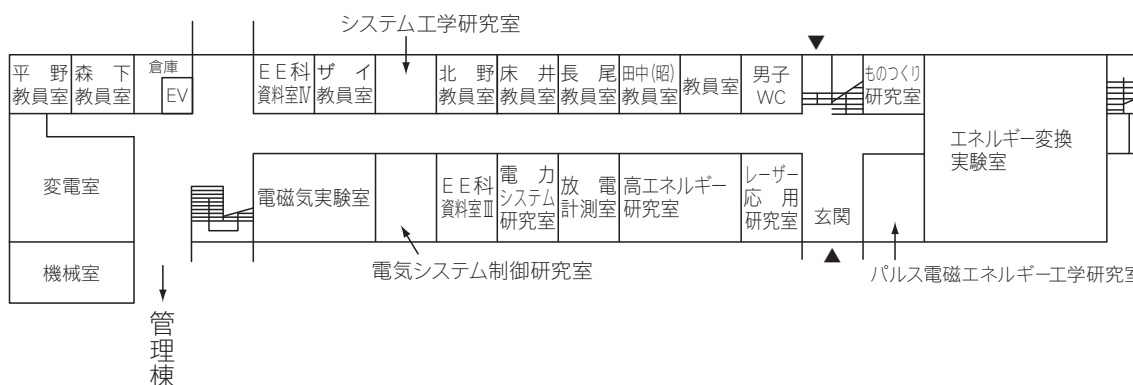 システム工学研究室
平 野
教員室
森 下
教員室
倉庫
EV
EE科
資料室Ⅳ
ザ イ
教員室
北 野
教員室
床 井
教員室
長 尾
教員室
田中(昭)
教員室
教員室
男子
WC
▼
ものつくり
研究室
エネルギー変換
実験室
変電室
電磁気実験室
EE科
資料室Ⅲ
電 力
システム
研究室
放 電
計測室
高エネルギー
研究室
レーザー
応 用
研究室
玄関
▲
機械室
電気システム制御研究室
パルス電磁エネルギー工学研究室
管
理
棟